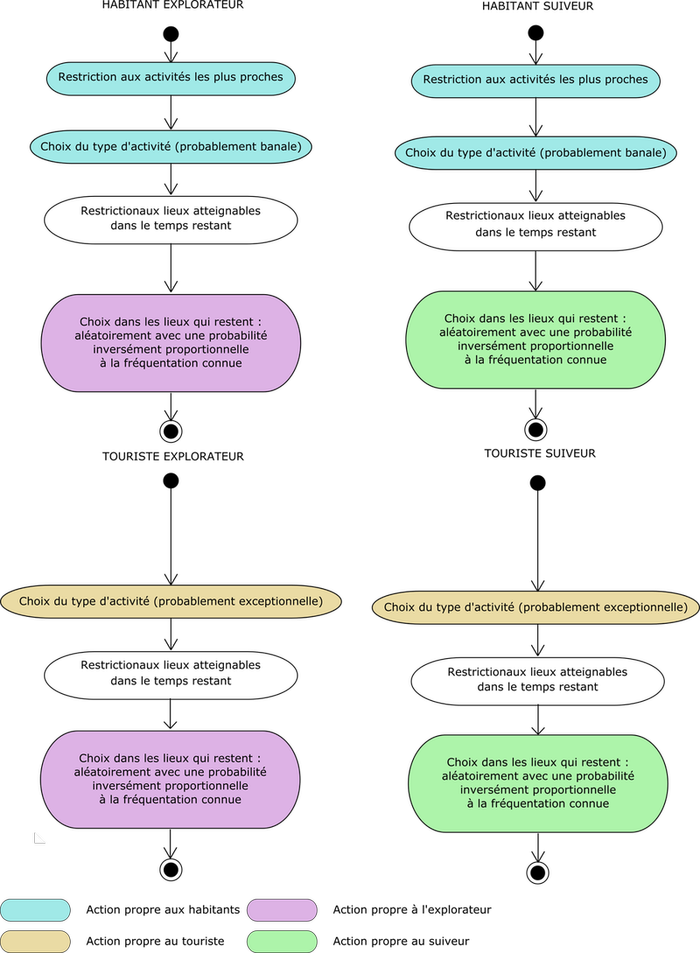 HABITANT EXPLORATEUR
Restriction aux activités les plus proches
Choix du type d'activité (probablement banale)
Restrictionaux lieux atteignables
dans le temps restant
Choix dans les lieux qui restent :
aléatoirement avec une probabilité
inversément proportionnelle
à la fréquentation connue
HABITANT SUIVEUR
Restriction aux activités les plus proches
Choix du type d'activité (probablement banale)
Restrictionaux lieux atteignables
dans le temps restant
Choix dans les lieux qui restent :
aléatoirement avec une probabilité
inversément proportionnelle
à la fréquentation connue
TOURISTE EXPLORATEUR
Choix du type d'activité (probablement exceptionnelle)
Restrictionaux lieux atteignables
dans le temps restant
Choix dans les lieux qui restent :
aléatoirement avec une probabilité
inversément proportionnelle
à la fréquentation connue
TOURISTE SUIVEUR
Choix du type d'activité (probablement exceptionnelle)
Restrictionaux lieux atteignables
dans le temps restant
Choix dans les lieux qui restent :
aléatoirement avec une probabilité
inversément proportionnelle
à la fréquentation connue
Action propre aux habitants
Action propre à l'explorateur
Action propre au touriste
Action propre au suiveur